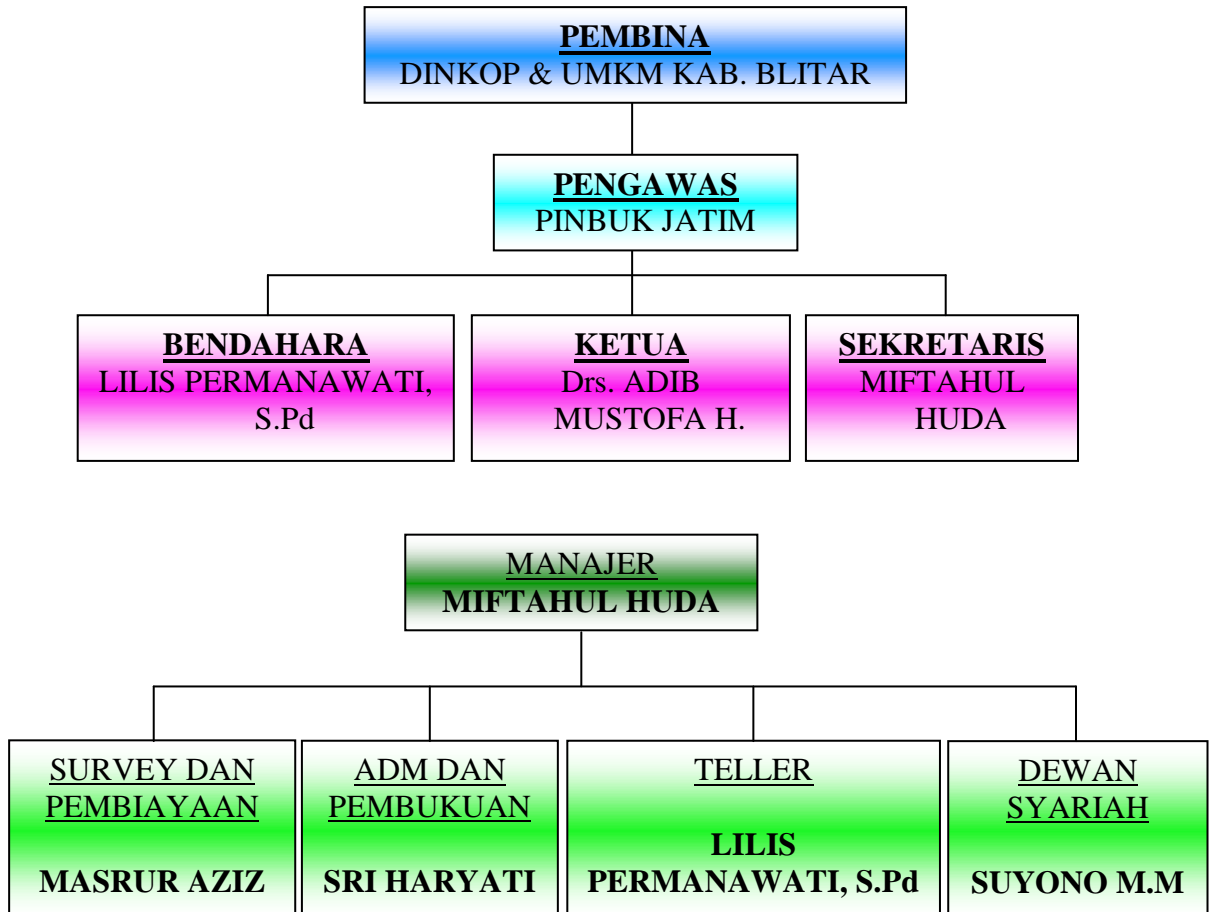 PEMBINA
DINKOP & UMKM KAB. BLITAR
PENGAWAS
PINBUK JATIM
BENDAHARA
LILIS PERMANAWATI,
S.Pd
KETUA
Drs. ADIB
MUSTOFA H.
SEKRETARIS
MIFTAHUL
HUDA
MANAJER
MIFTAHUL HUDA
SURVEY DAN
PEMBIAYAAN
MASRUR AZIZ
ADM DAN
PEMBUKUAN
SRI HARYATI
TELLER
LILIS
PERMANAWATI, S.Pd
DEWAN
SYARIAH
SUYONO M.M